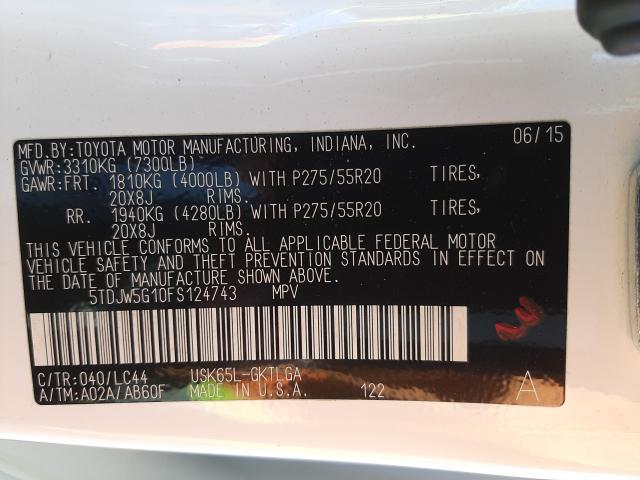 MFD.BY:TOYOTA MOTOR MANUFACTURING, INDIANA, INC. 06/15
GVWR:3310KG (7300LB)
GAWR:FRT. 1810KG (4000LB) WITH P275/55R20 TIRES,
20X8J RIMS.
RR. 1940KG (4280LB) WITH P275/55R20 TIRES,
20X8J RIMS.
THIS VEHICLE CONFORMS TO ALL APPLICABLE FEDERAL MOTOR
VEHICLE SAFETY AND THEFT PREVENTION STANDARDS IN EFFECT ON
THE DATE OF MANUFACTURE SHOWN ABOVE.
5TDJW5G10FS124743 MPV
C/TR:040/LC44 USK65L-GKTLGA
A/TM:A02A/AB60F MADE IN U.S.A. 122 A